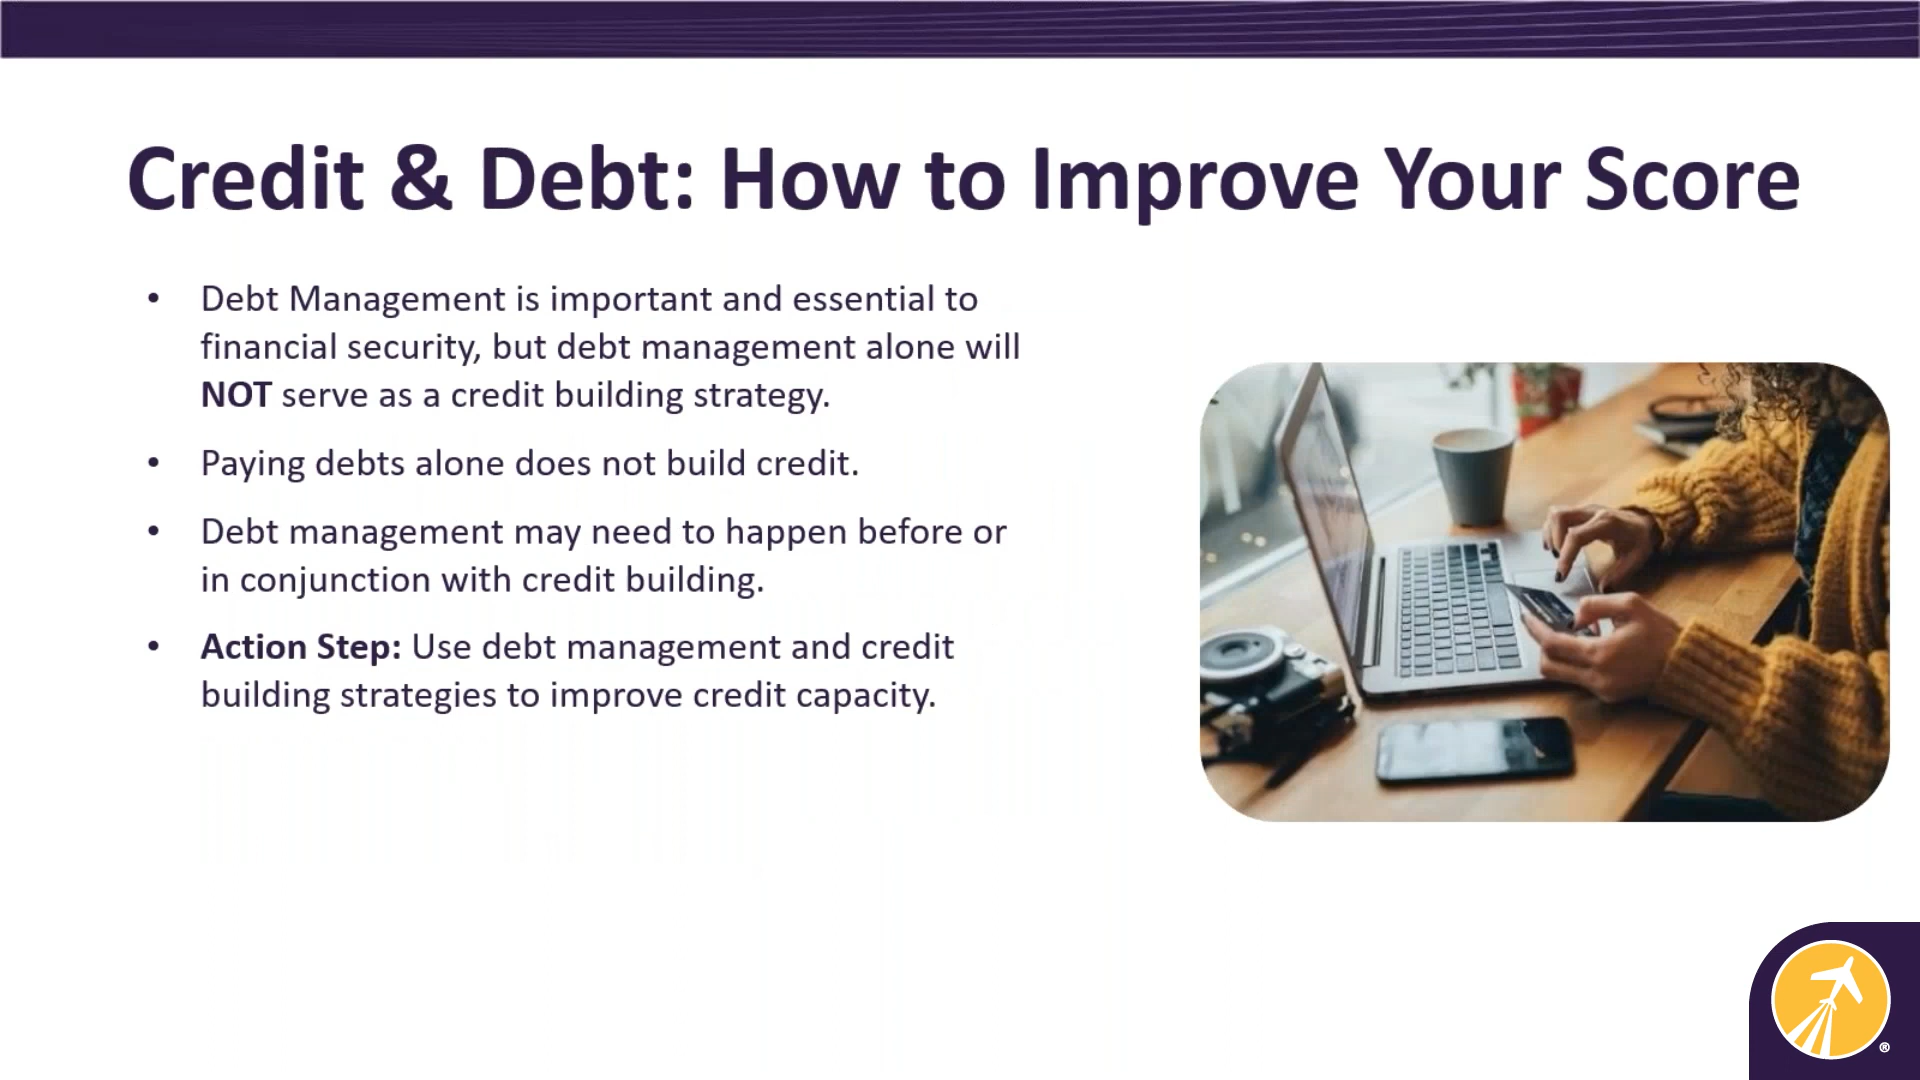 Credit & Debt: How to Improve Your Score
• Debt Management is important and essential to
financial security, but debt management alone will
NOT serve as a credit building strategy.
• Paying debts alone does not build credit.
• Debt management may need to happen before or
in conjunction with credit building.
• Action Step: Use debt management and credit
building strategies to improve credit capacity.
®